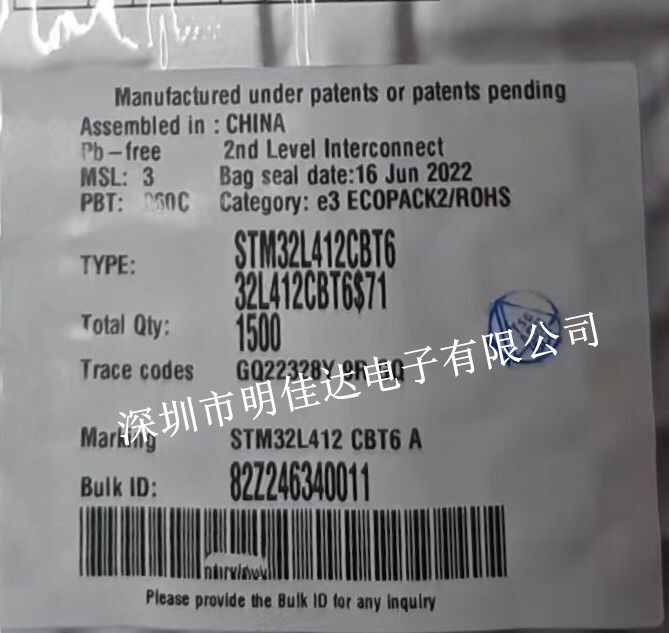 Manufactured under patents or patents pending
Assembled in : CHINA
Pb-free 2nd Level Interconnect
MSL: 3 Bag seal date:16 Jun 2022
PBT: Category: e3 ECOPACK2/ROHS
TYPE: STM32L412CBT6
32L412CBT6$71
Total Qty: 1500
Trace codes GQ22328Y
深圳市明佳达电子有限公司
Marking STM32L412 CBT6 A
Bulk ID: 82Z246340011
Please provide the Bulk ID for any inquiry